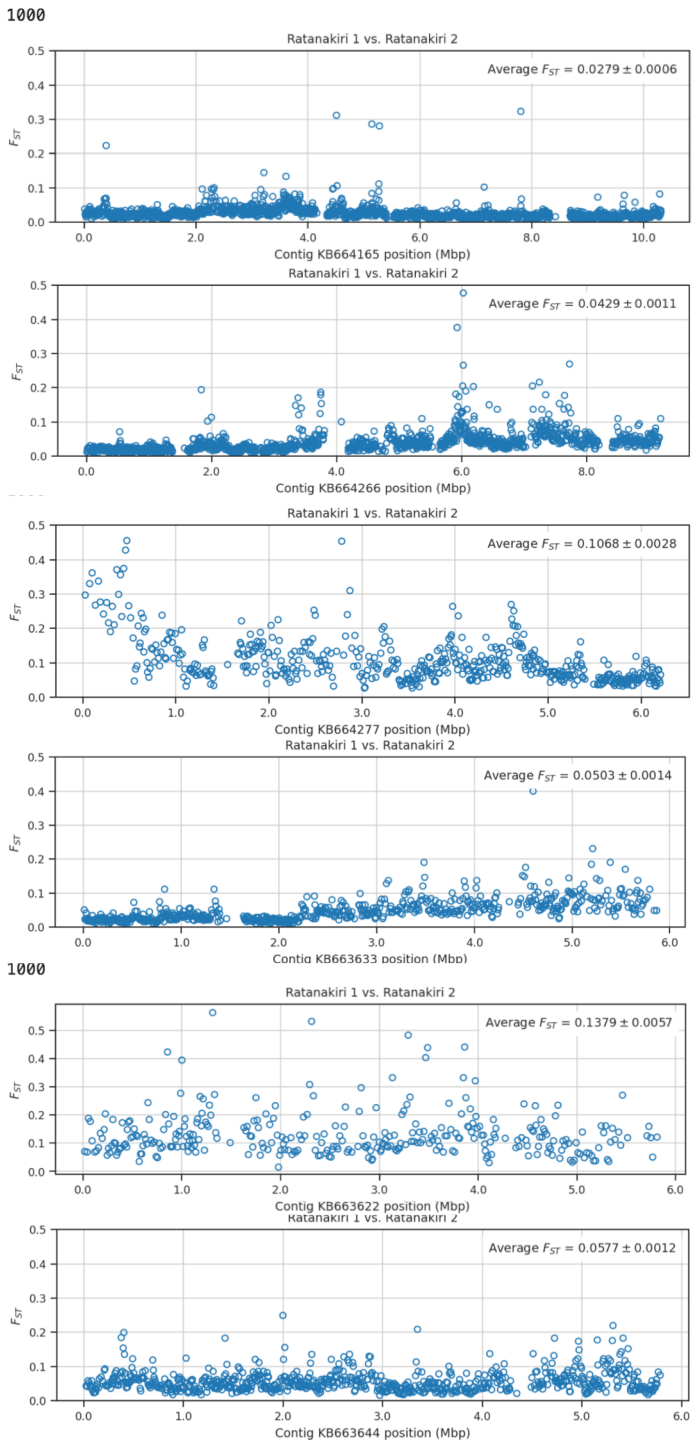 1000
Ratanakiri 1 vs. Ratanakiri 2
0.5
Average F_ST = 0.0279 ± 0.0006
0.4
0.3
F_ST
0.2
0.1
0.0
0.0 2.0 4.0 6.0 8.0 10.0
Contig KB664165 position (Mbp)
Ratanakiri 1 vs. Ratanakiri 2
0.5
Average F_ST = 0.0429 ± 0.0011
0.4
0.3
F_ST
0.2
0.1
0.0
0.0 2.0 4.0 6.0 8.0
Contig KB664266 position (Mbp)
Ratanakiri 1 vs. Ratanakiri 2
0.5
Average F_ST = 0.1068 ± 0.0028
0.4
0.3
F_ST
0.2
0.1
0.0
0.0 1.0 2.0 3.0 4.0 5.0 6.0
Contig KB664277 position (Mbp)
Ratanakiri 1 vs. Ratanakiri 2
0.5
Average F_ST = 0.0503 ± 0.0014
0.4
0.3
F_ST
0.2
0.1
0.0
0.0 1.0 2.0 3.0 4.0 5.0 6.0
Contig KB663633 position (Mbp)
1000
Ratanakiri 1 vs. Ratanakiri 2
Average F_ST = 0.1379 ± 0.0057
0.5
0.4
0.3
F_ST
0.2
0.1
0.0
0.0 1.0 2.0 3.0 4.0 5.0 6.0
Contig KB663622 position (Mbp)
Ratanakiri 1 vs. Ratanakiri 2
0.5
Average F_ST = 0.0577 ± 0.0012
0.4
0.3
F_ST
0.2
0.1
0.0
0.0 1.0 2.0 3.0 4.0 5.0 6.0
Contig KB663644 position (Mbp)